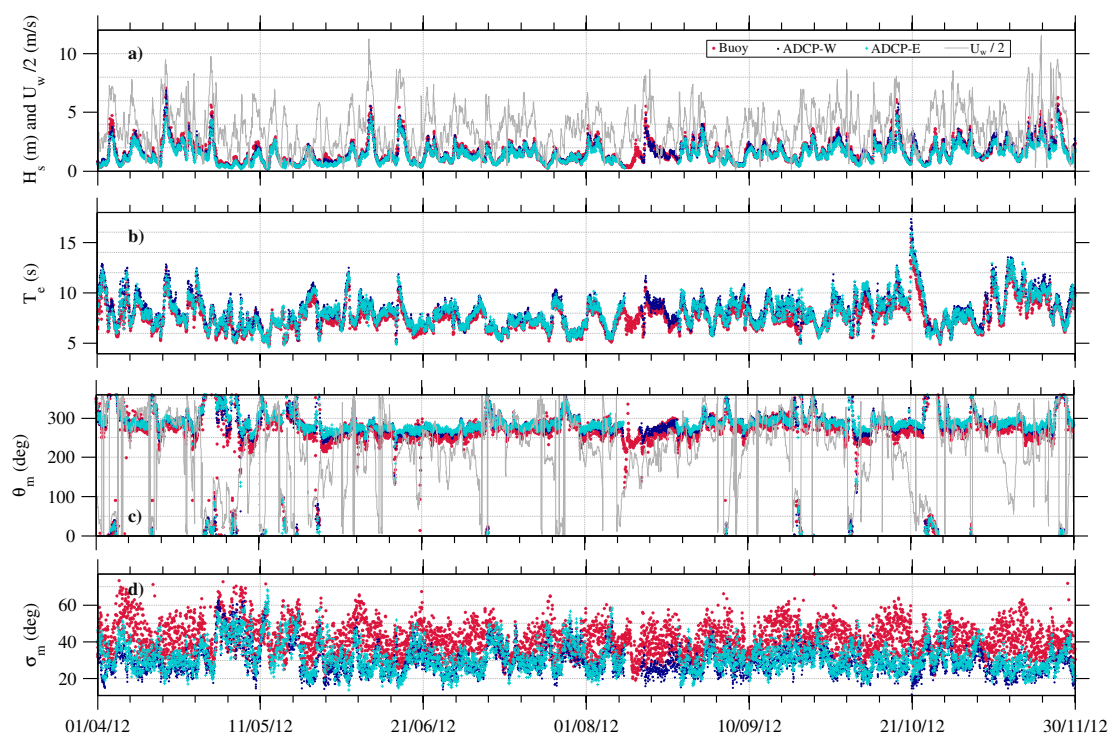 a)
Buoy ADCP-W ADCP-E U_w / 2
H_s (m) and U_w /2 (m/s)
10
5
0
b)
T_e (s)
15
10
5
c)
θ_m (deg)
300
200
100
0
d)
σ_m (deg)
60
40
20
01/04/12 11/05/12 21/06/12 01/08/12 10/09/12 21/10/12 30/11/12